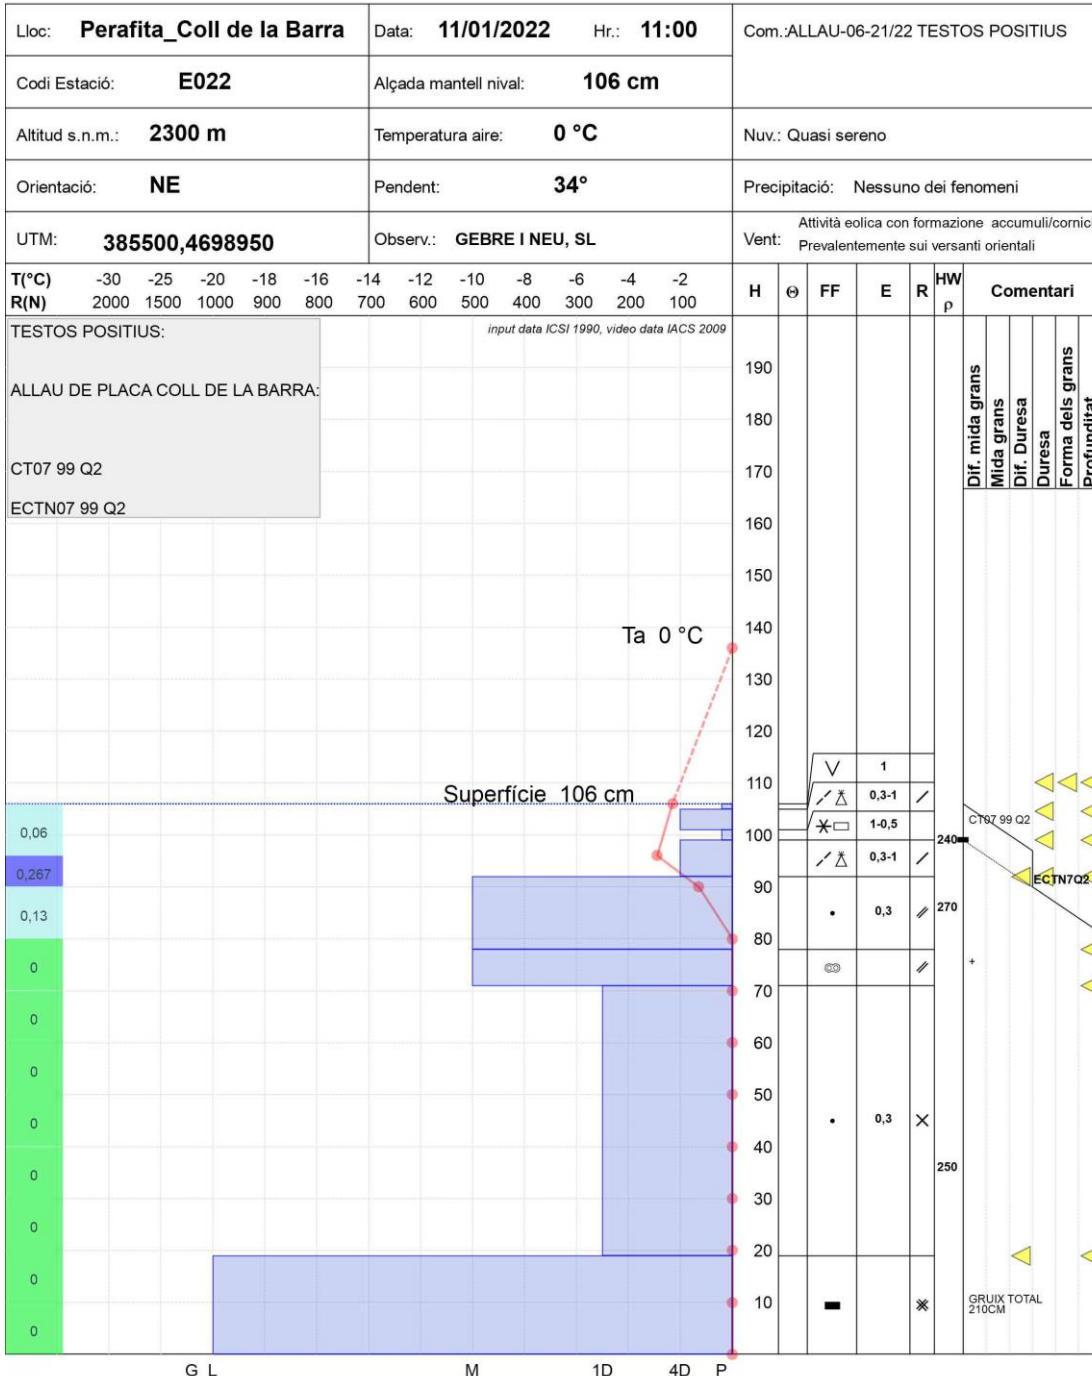 Lloc: Perafita_Coll de la Barra Data: 11/01/2022 Hr.: 11:00 Com.:ALLAU-06-21/22 TESTOS POSITIUS
Codi Estació: E022 Alçada mantell nival: 106 cm
Altitud s.n.m.: 2300 m Temperatura aire: 0 °C Nuv.: Quasi sereno
Orientació: NE Pendent: 34° Precipitació: Nessuno dei fenomeni
UTM: 385500,4698950 Observ.: GEBRE I NEU, SL Vent: Attività eolica con formazione accumuli/cornici
Prevalentemente sui versanti orientali
T(°C) -30 -25 -20 -18 -16 -14 -12 -10 -8 -6 -4 -2
R(N) 2000 1500 1000 900 800 700 600 500 400 300 200 100
H Θ FF E R HW ρ Comentari
TESTOS POSITIUS:
input data ICSI 1990, video data IACS 2009
ALLAU DE PLACA COLL DE LA BARRA:
CT07 99 Q2
ECTN07 99 Q2
Dif. mida grans
Mida grans
Dif. Duresa
Duresa
Forma dels grans
Profunditat
190
180
170
160
150
140
Ta 0 °C
130
120
110
Superfície 106 cm
100
90
80
70
60
50
40
30
20
10
1
0,3-1
1-0,5
0,3-1
0,3
0,3
240
270
250
CT07 99 Q2
ECTN7Q2
+
GRUIX TOTAL
210CM
0,06
0,267
0,13
0
0
0
0
0
0
0
0
G L M 1D 4D P